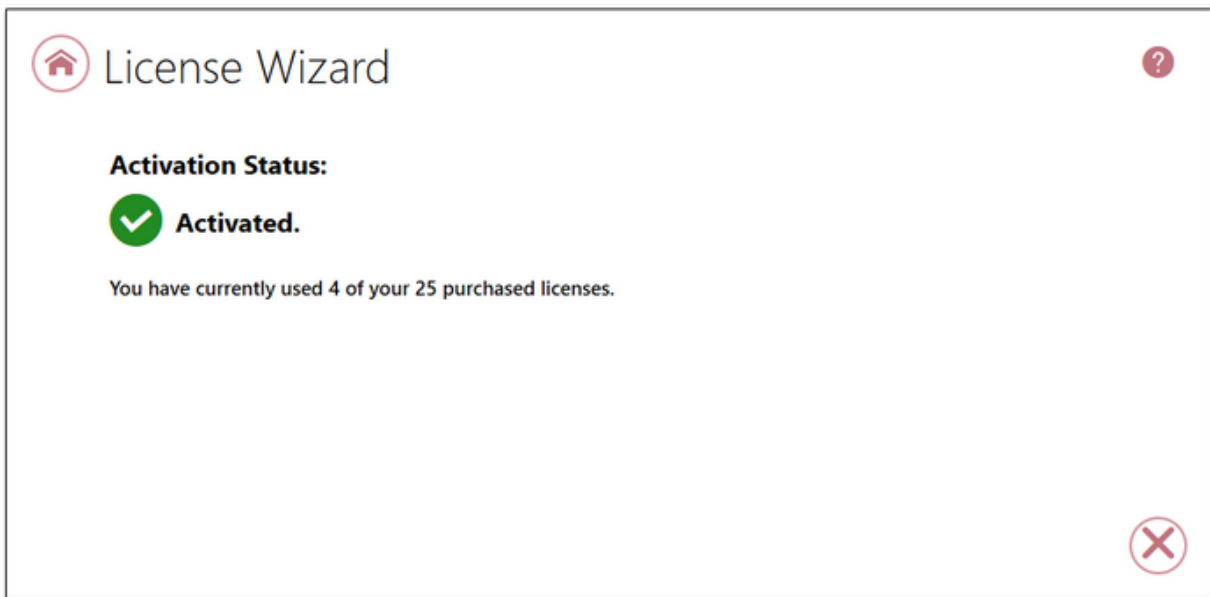 License Wizard
?
Activation Status:
Activated.
You have currently used 4 of your 25 purchased licenses.